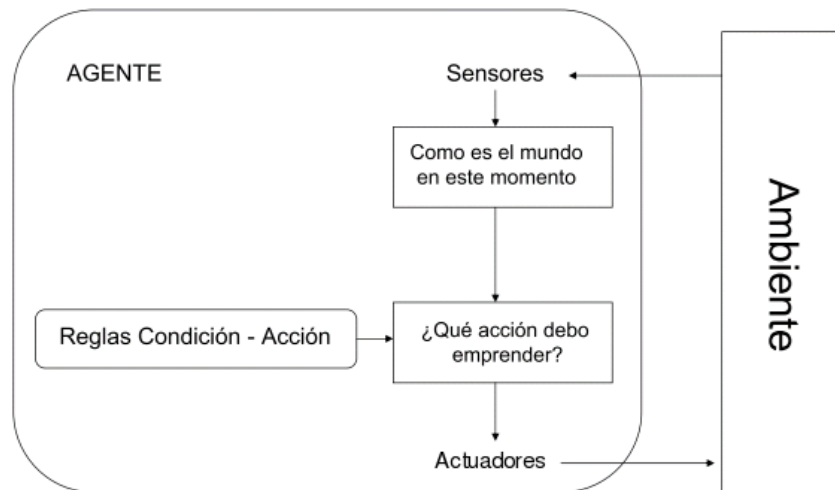 AGENTE
Sensores
Como es el mundo
en este momento
Reglas Condición - Acción
¿Qué acción debo
emprender?
Actuadores
Ambiente